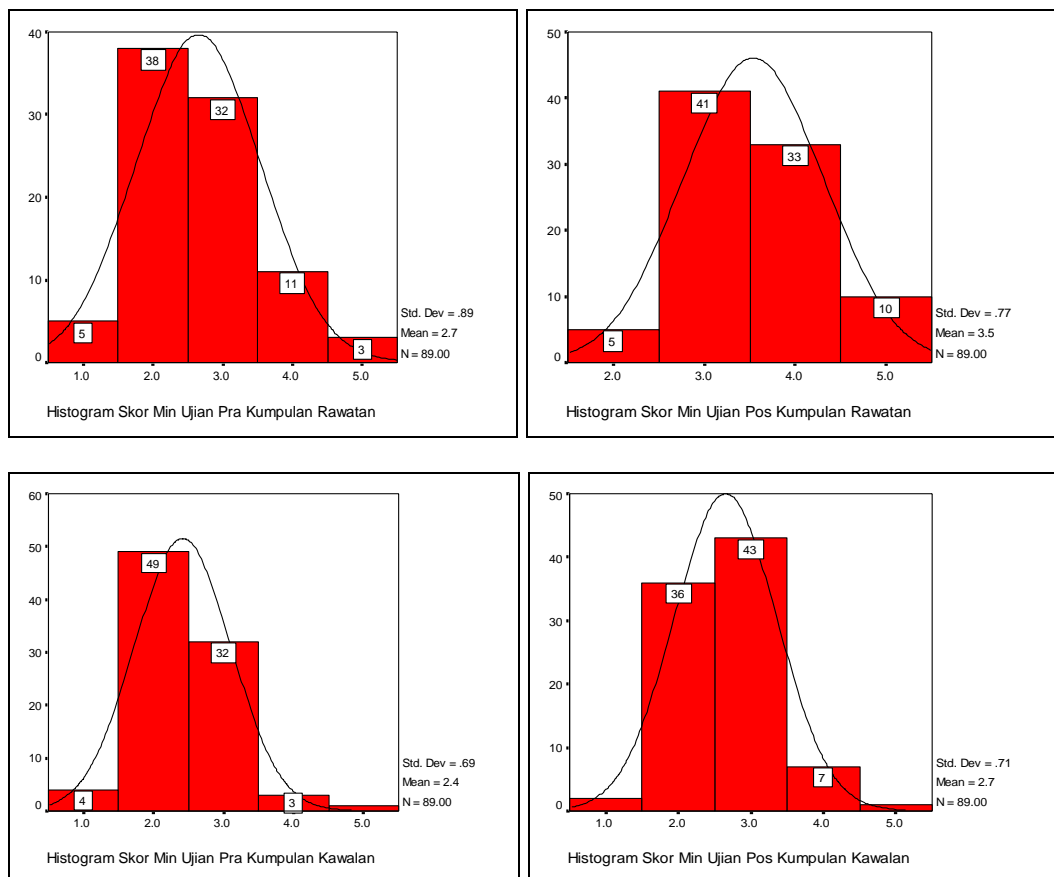 40
30
20
10
0
38
32
11
5
3
1.0 2.0 3.0 4.0 5.0
Std. Dev = .89
Mean = 2.7
N = 89.00
Histogram Skor Min Ujian Pra Kumpulan Rawatan
50
40
30
20
10
0
41
33
10
5
2.0 3.0 4.0 5.0
Std. Dev = .77
Mean = 3.5
N = 89.00
Histogram Skor Min Ujian Pos Kumpulan Rawatan
60
50
40
30
20
10
0
49
32
4
3
1.0 2.0 3.0 4.0 5.0
Std. Dev = .69
Mean = 2.4
N = 89.00
Histogram Skor Min Ujian Pra Kumpulan Kawalan
50
40
30
20
10
0
36
43
7
1.0 2.0 3.0 4.0 5.0
Std. Dev = .71
Mean = 2.7
N = 89.00
Histogram Skor Min Ujian Pos Kumpulan Kawalan